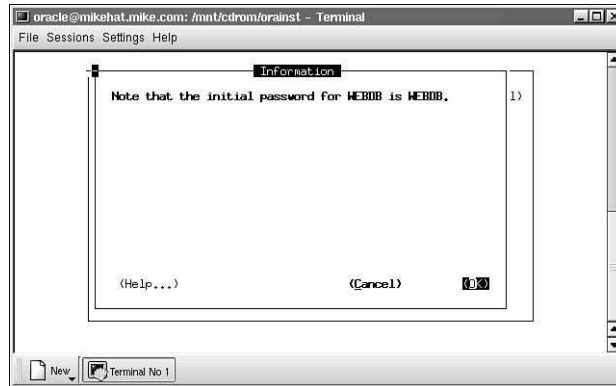 oracle@mikehat.mike.com: /mnt/cdrom/orainst - Terminal
File Sessions Settings Help
Information
Note that the initial password for WEBDB is WEBDB.
l)
(Help...) (Cancel) (OK)
New Terminal No 1